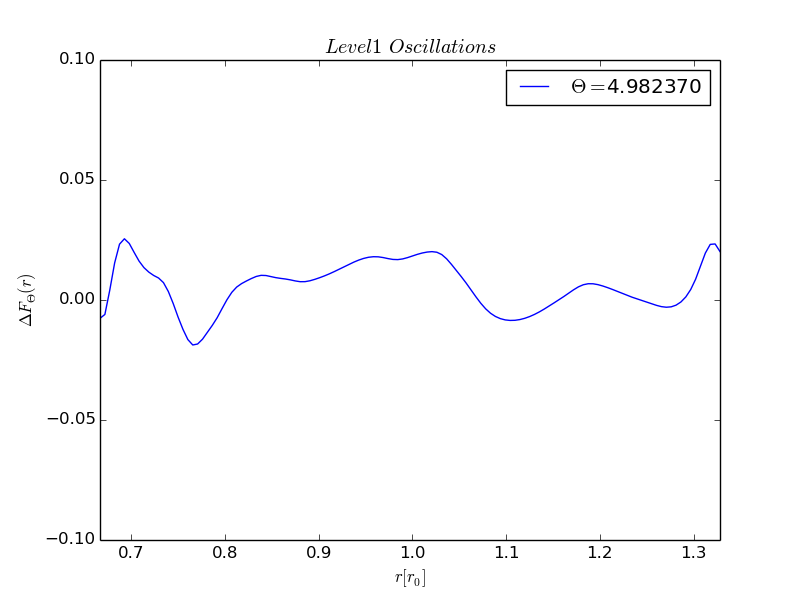 Level1 Oscillations
0.10
Θ=4.982370
0.05
0.00
−0.05
−0.10
ΔF_Θ(r)
0.7 0.8 0.9 1.0 1.1 1.2 1.3
r[r_0]